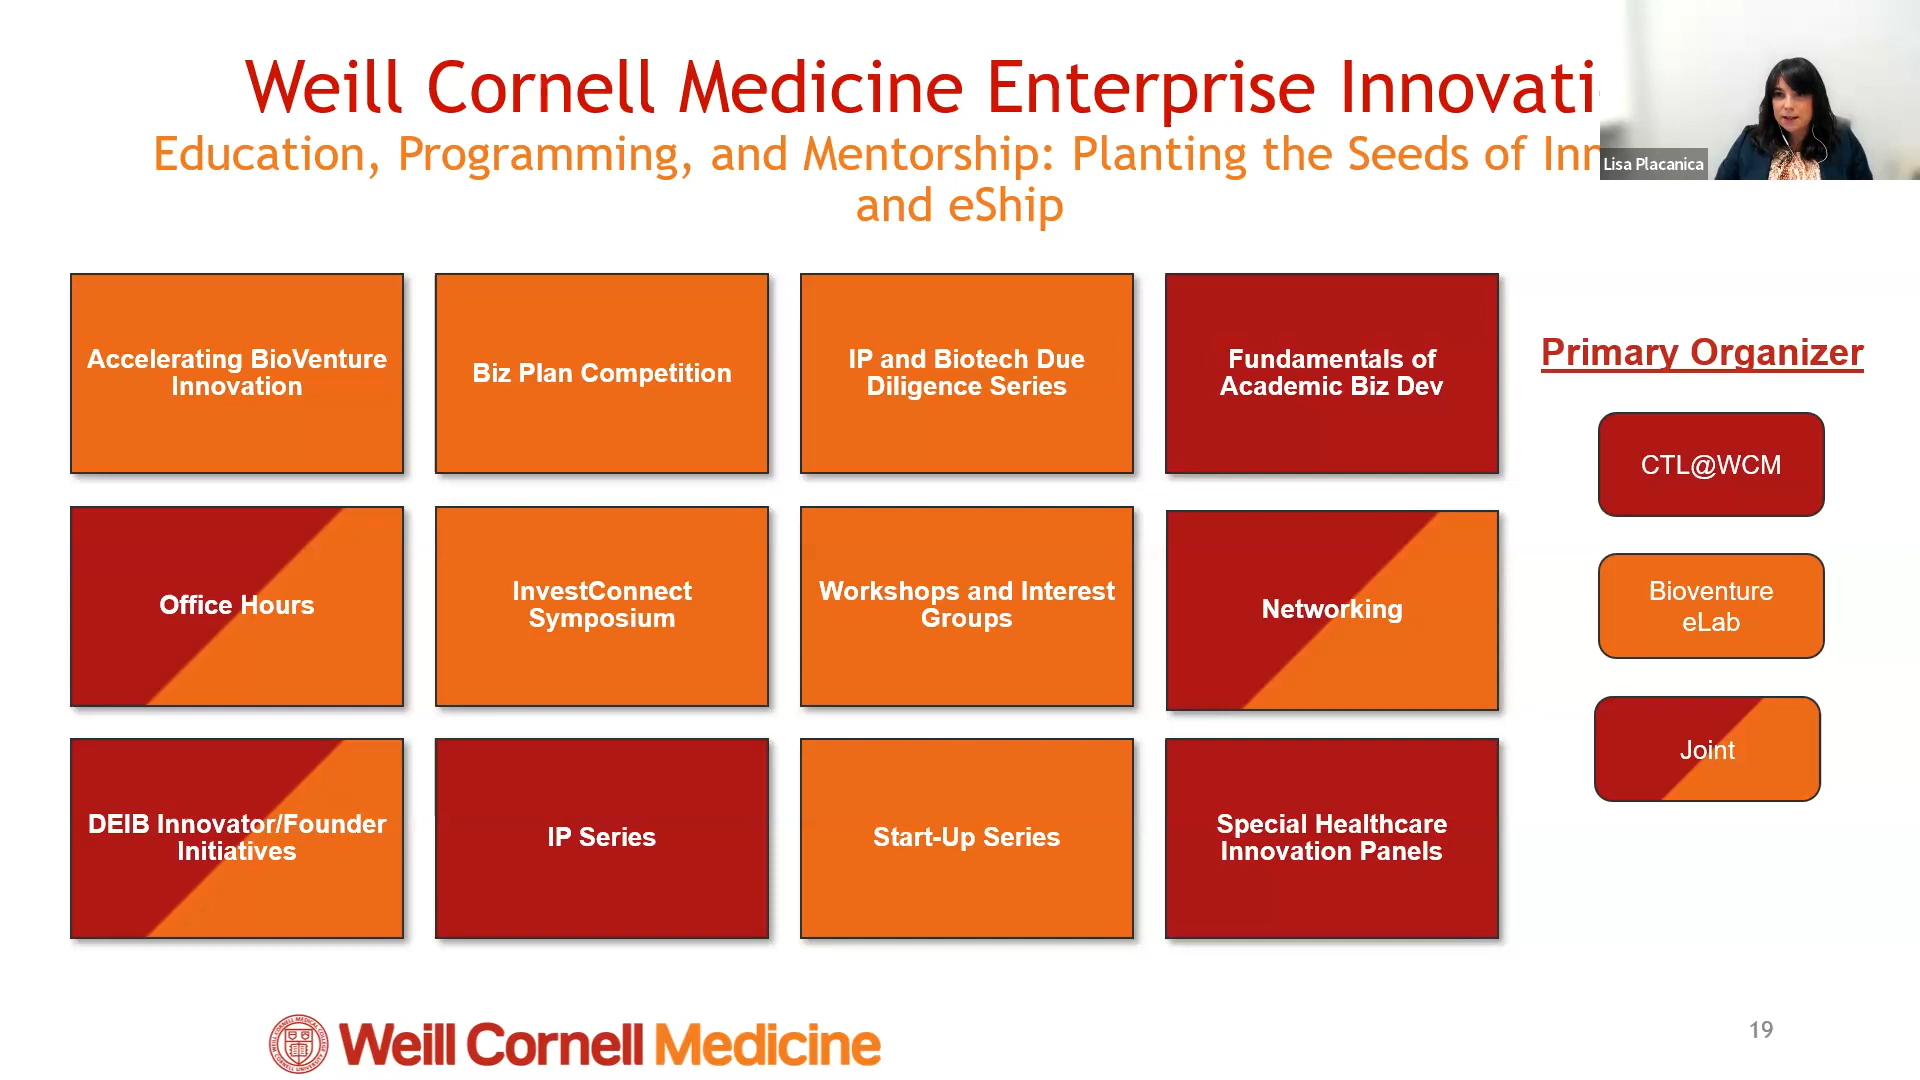 Weill Cornell Medicine Enterprise Innovati
Education, Programming, and Mentorship: Planting the Seeds of Inn
and eShip
Lisa Placanica
Accelerating BioVenture
Innovation
Biz Plan Competition
IP and Biotech Due
Diligence Series
Fundamentals of
Academic Biz Dev
Primary Organizer
CTL@WCM
Office Hours
InvestConnect
Symposium
Workshops and Interest
Groups
Networking
Bioventure
eLab
Joint
DEIB Innovator/Founder
Initiatives
IP Series
Start-Up Series
Special Healthcare
Innovation Panels
Weill Cornell Medicine
19